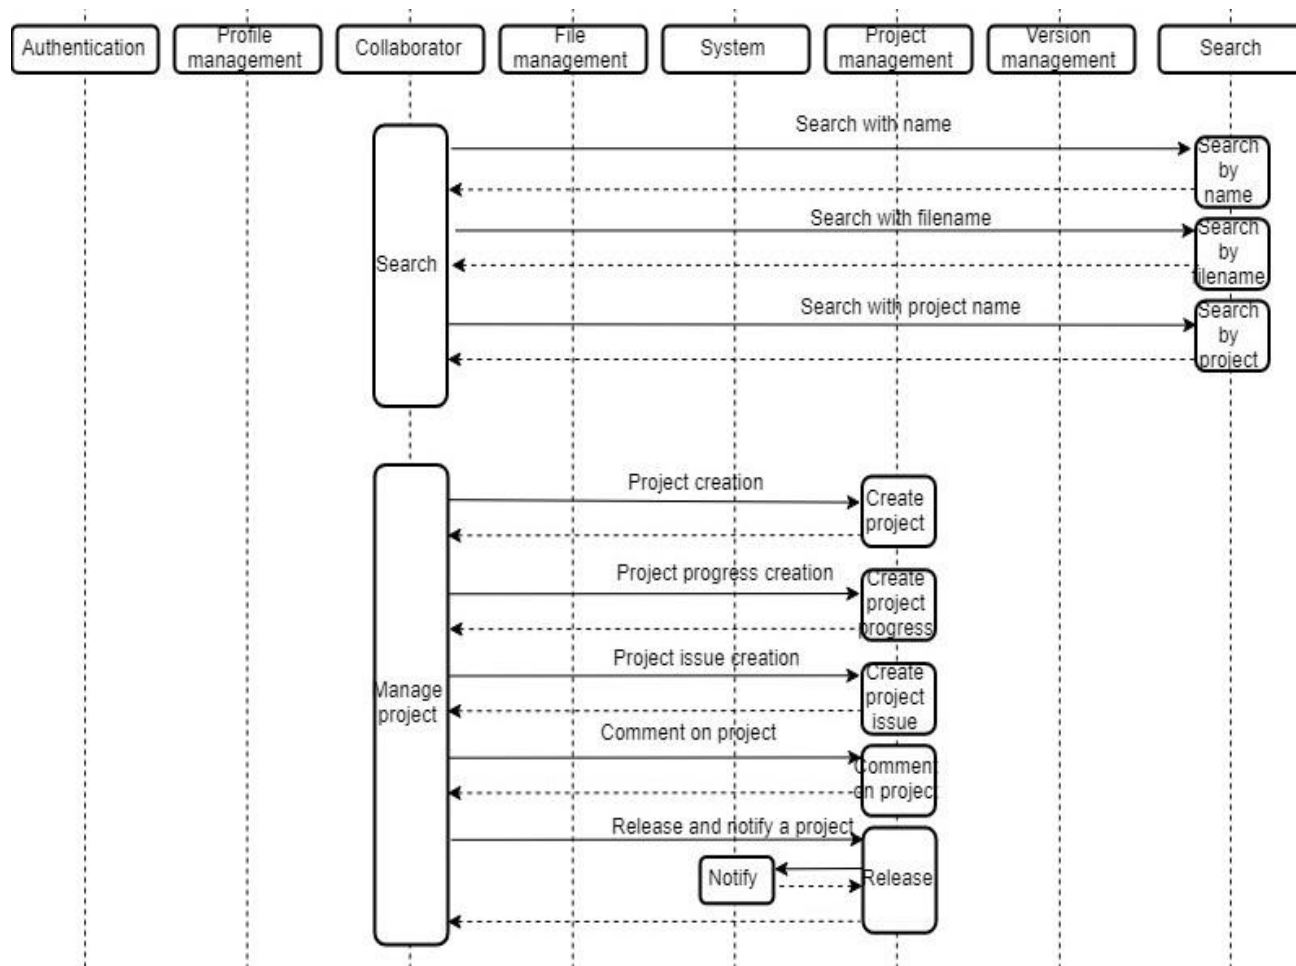 Authentication
Profile
management
Collaborator
File
management
System
Project
management
Version
management
Search
Search with name
Search
by
name
Search with filename
Search
by
filename
Search
Search with project name
Search
by
project
Project creation
Create
project
Project progress creation
Create
project
progress
Project issue creation
Create
project
issue
Manage
project
Comment on project
Comment
on project
Release and notify a project
Notify
Release